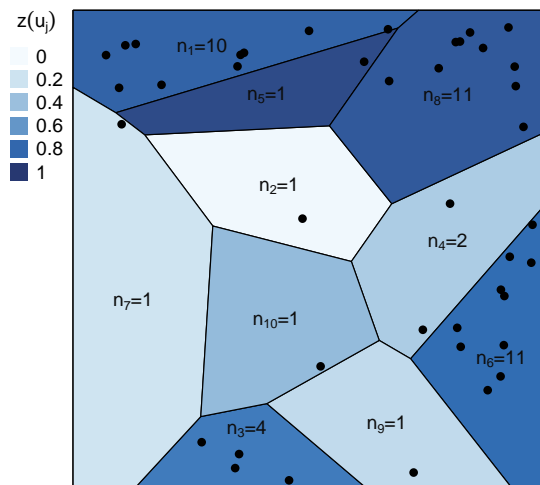 z(uⱼ)
0
0.2
0.4
0.6
0.8
1
n₁=10
n₅=1
n₈=11
n₂=1
n₄=2
n₇=1
n₁₀=1
n₆=11
n₉=1
n₃=4